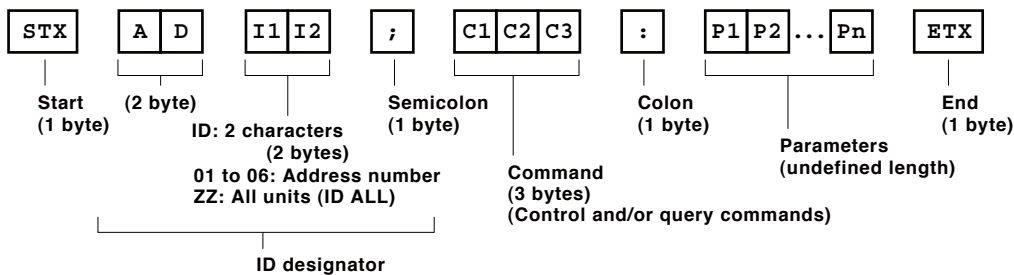 STX A D I1 I2 ; C1 C2 C3 : P1 P2 ... Pn ETX
Start
(1 byte)
(2 byte)
ID: 2 characters
(2 bytes)
01 to 06: Address number
ZZ: All units (ID ALL)
Semicolon
(1 byte)
Command
(3 bytes)
(Control and/or query commands)
Colon
(1 byte)
Parameters
(undefined length)
End
(1 byte)
ID designator